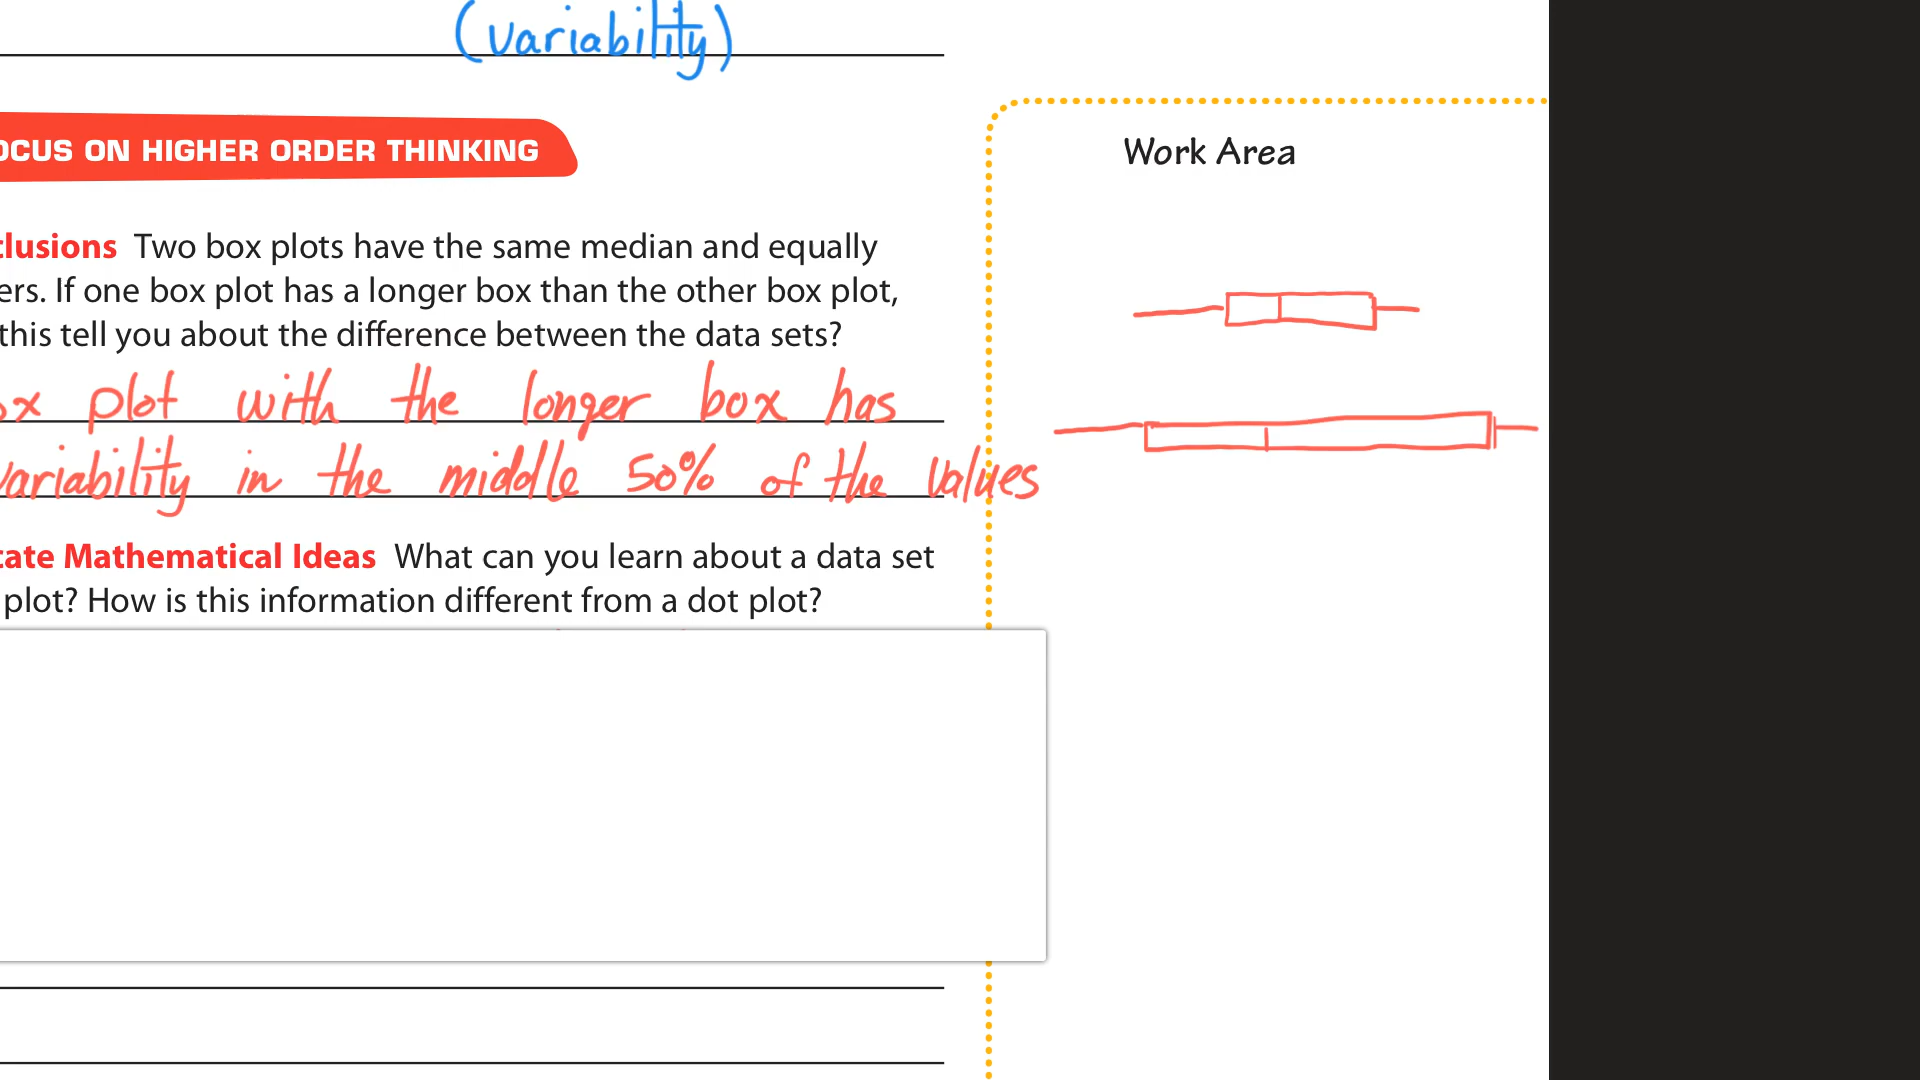 (variability)
OCUS ON HIGHER ORDER THINKING
Work Area
clusions Two box plots have the same median and equally
ers. If one box plot has a longer box than the other box plot,
this tell you about the difference between the data sets?
ox plot with the longer box has
variability in the middle 50% of the values
cate Mathematical Ideas What can you learn about a data set
plot? How is this information different from a dot plot?